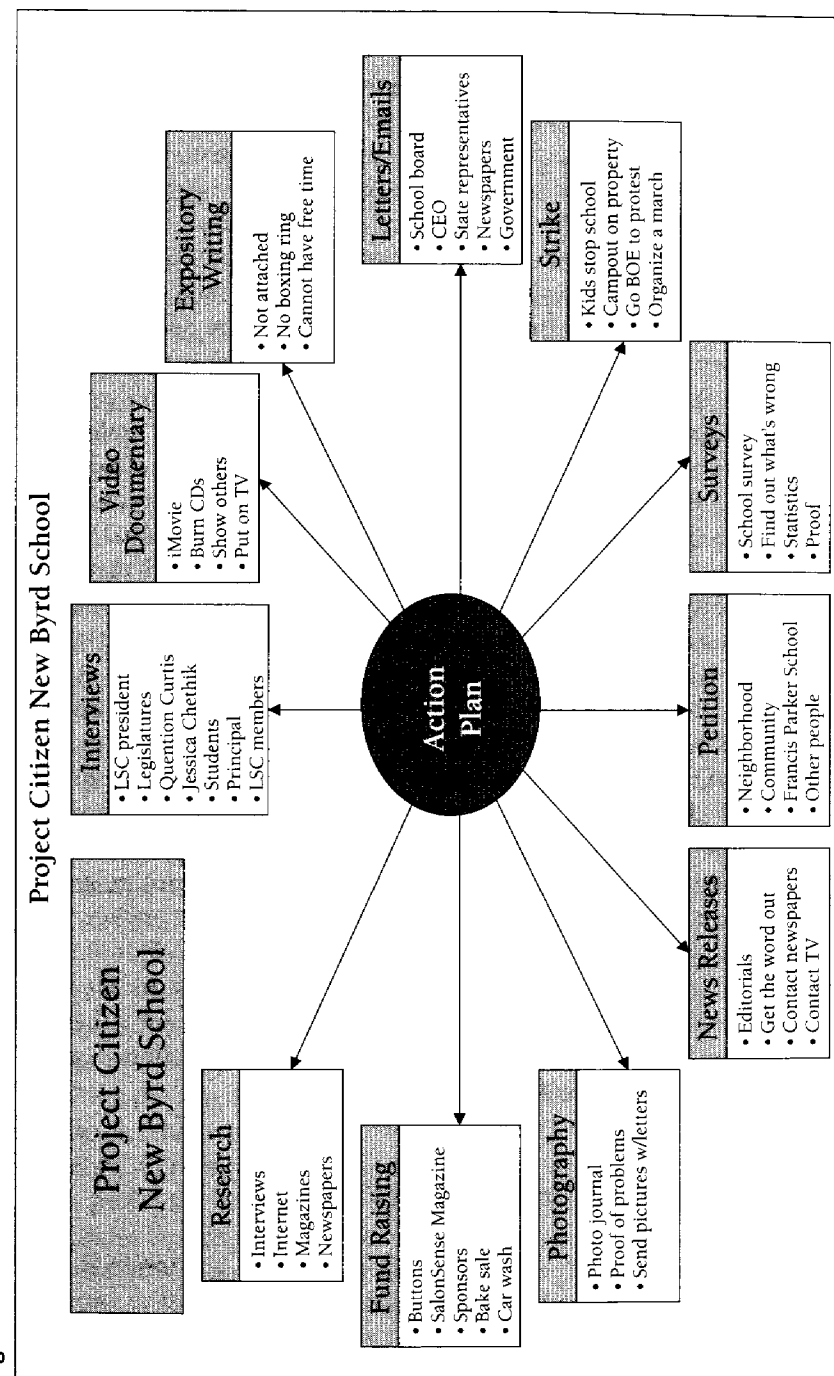 Project Citizen New Byrd School
Project Citizen
New Byrd School
Interviews
• LSC president
• Legislatures
• Quention Curtis
• Jessica Chethik
• Students
• Principal
• LSC members
Video
Documentary
• iMovie
• Burn CDs
• Show others
• Put on TV
Expository
Writing
• Not attached
• No boxing ring
• Cannot have free time
Research
• Interviews
• Internet
• Magazines
• Newspapers
Action
Plan
Letters/Emails
• School board
• CEO
• State representatives
• Newspapers
• Government
Fund Raising
• Buttons
• SalonSense Magazine
• Sponsors
• Bake sale
• Car wash
Strike
• Kids stop school
• Campout on property
• Go BOE to protest
• Organize a march
Photography
• Photo journal
• Proof of problems
• Send pictures w/letters
News Releases
• Editorials
• Get the word out
• Contact newspapers
• Contact TV
Petition
• Neighborhood
• Community
• Francis Parker School
• Other people
Surveys
• School survey
• Find out what's wrong
• Statistics
• Proof